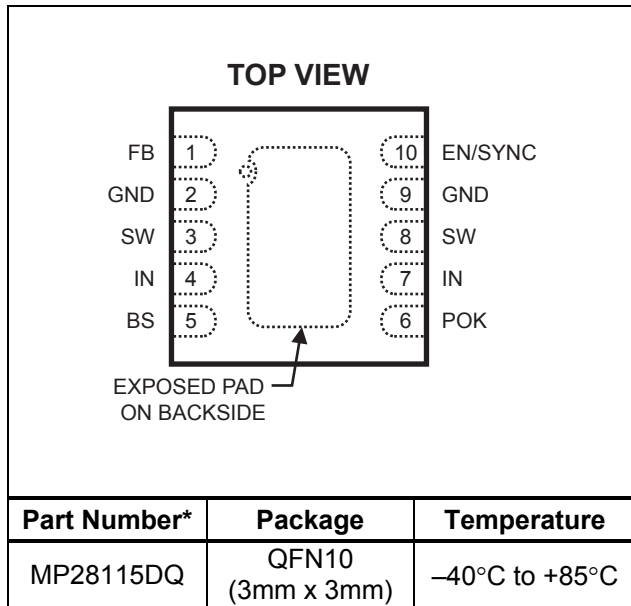 TOP VIEW
FB 1 10 EN/SYNC
GND 2 9 GND
SW 3 8 SW
IN 4 7 IN
BS 5 6 POK
EXPOSED PAD
ON BACKSIDE
Part Number* Package Temperature
MP28115DQ QFN10 –40°C to +85°C
(3mm x 3mm)